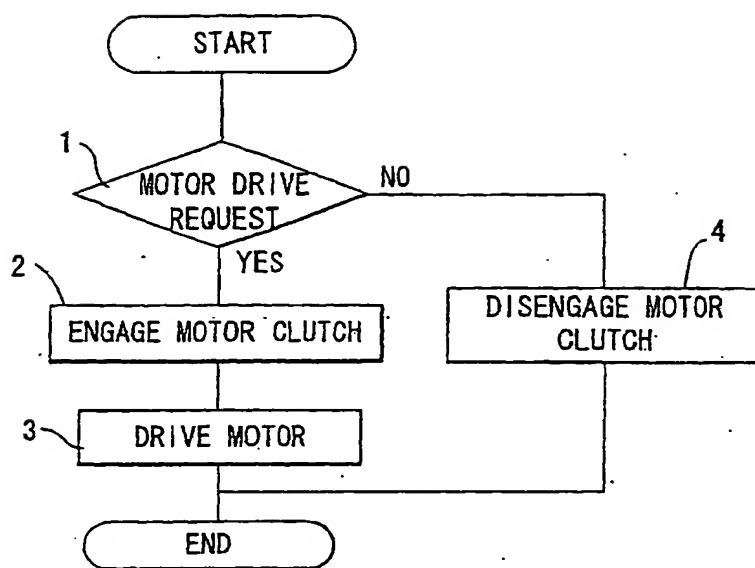 START
1
MOTOR DRIVE
REQUEST
NO
YES
2
ENGAGE MOTOR CLUTCH
4
DISENGAGE MOTOR
CLUTCH
3
DRIVE MOTOR
END